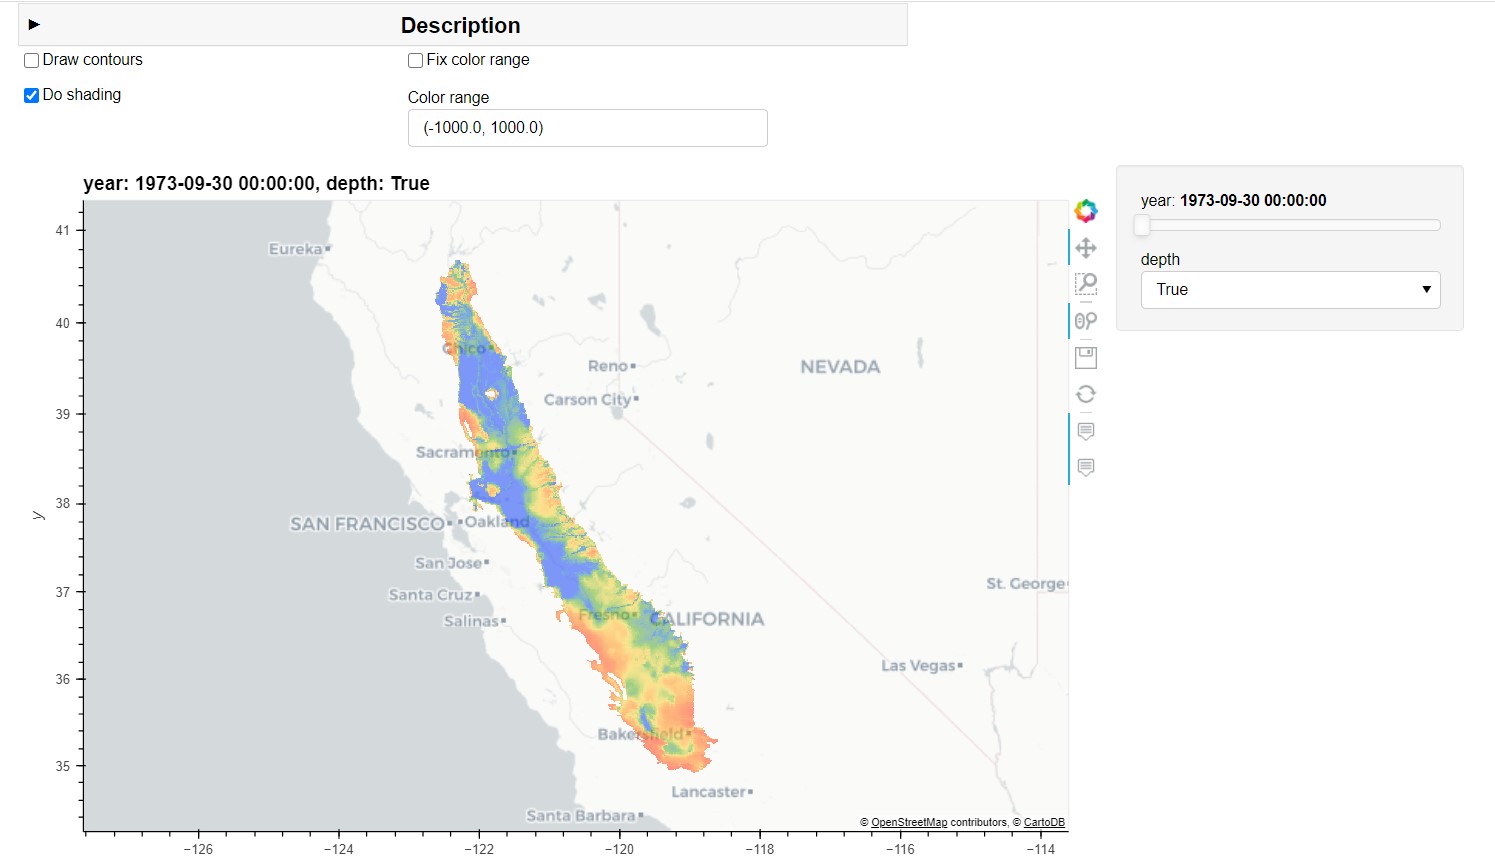 Description
Draw contours
Fix color range
Do shading
Color range
(-1000.0, 1000.0)
year: 1973-09-30 00:00:00, depth: True
year: 1973-09-30 00:00:00
depth
True
41
40
39
38
37
36
35
y
Eureka
Chico
Reno
NEVADA
Carson City
Sacramento
SAN FRANCISCO
Oakland
San Jose
St. George
Santa Cruz
Fresno
CALIFORNIA
Salinas
Las Vegas
Bakersfield
Lancaster
Santa Barbara
© OpenStreetMap contributors, © CartoDB
−126
−124
−122
−120
−118
−116
−114